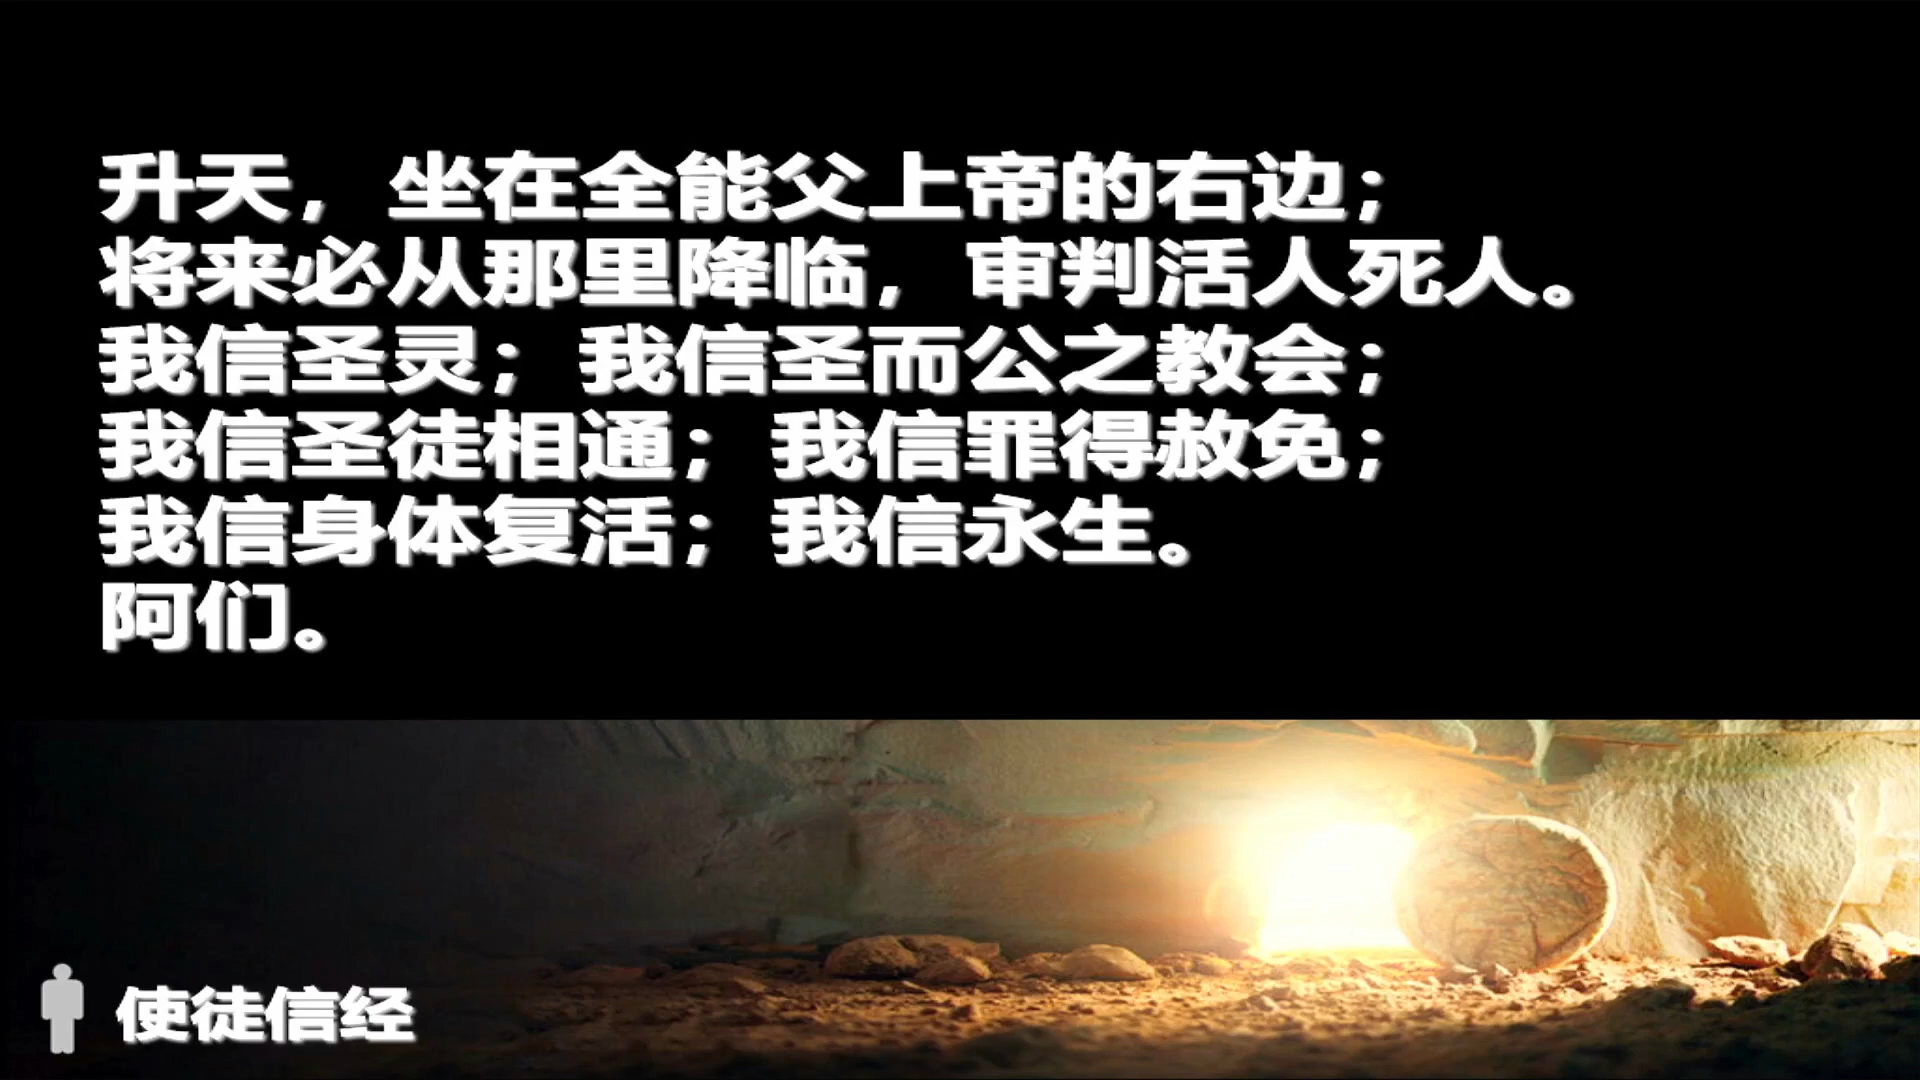 升天，坐在全能父上帝的右边；
将来必从那里降临，审判活人死人。
我信圣灵；我信圣而公之教会；
我信圣徒相通；我信罪得赦免；
我信身体复活；我信永生。
阿们。
使徒信经